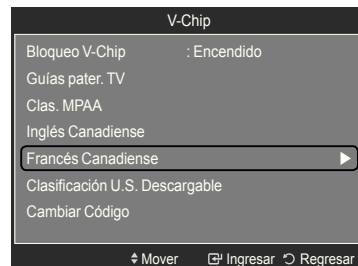 V-Chip
Bloqueo V-Chip : Encendido
Guías pater. TV
Clas. MPAA
Inglés Canadiense
Francés Canadiense
Clasificación U.S. Descargable
Cambiar Código
Mover Ingresar Regresar